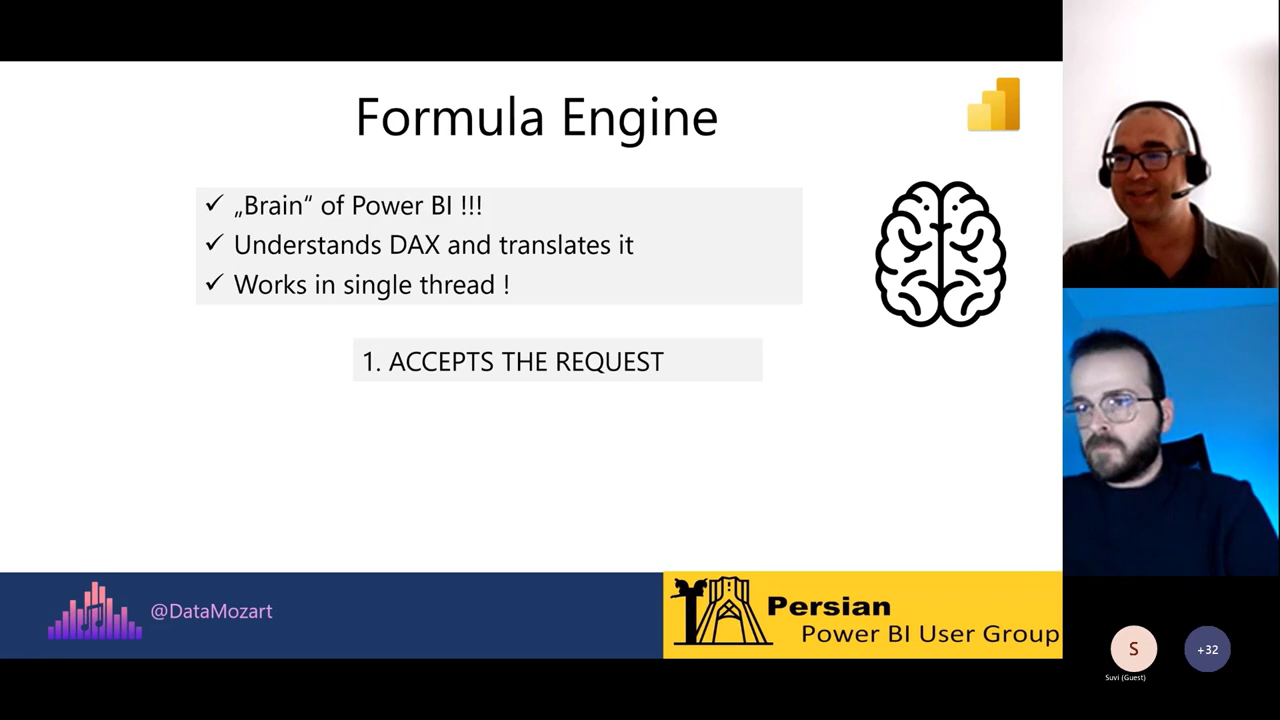 Formula Engine
✓ „Brain“ of Power BI !!!
✓ Understands DAX and translates it
✓ Works in single thread !
1. ACCEPTS THE REQUEST
@DataMozart
Persian
Power BI User Group
S
+32
Suvi (Guest)